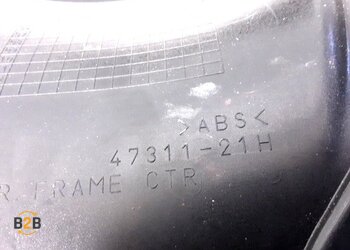 >ABS<
47311-21H
R. FRAME CTR
B2B